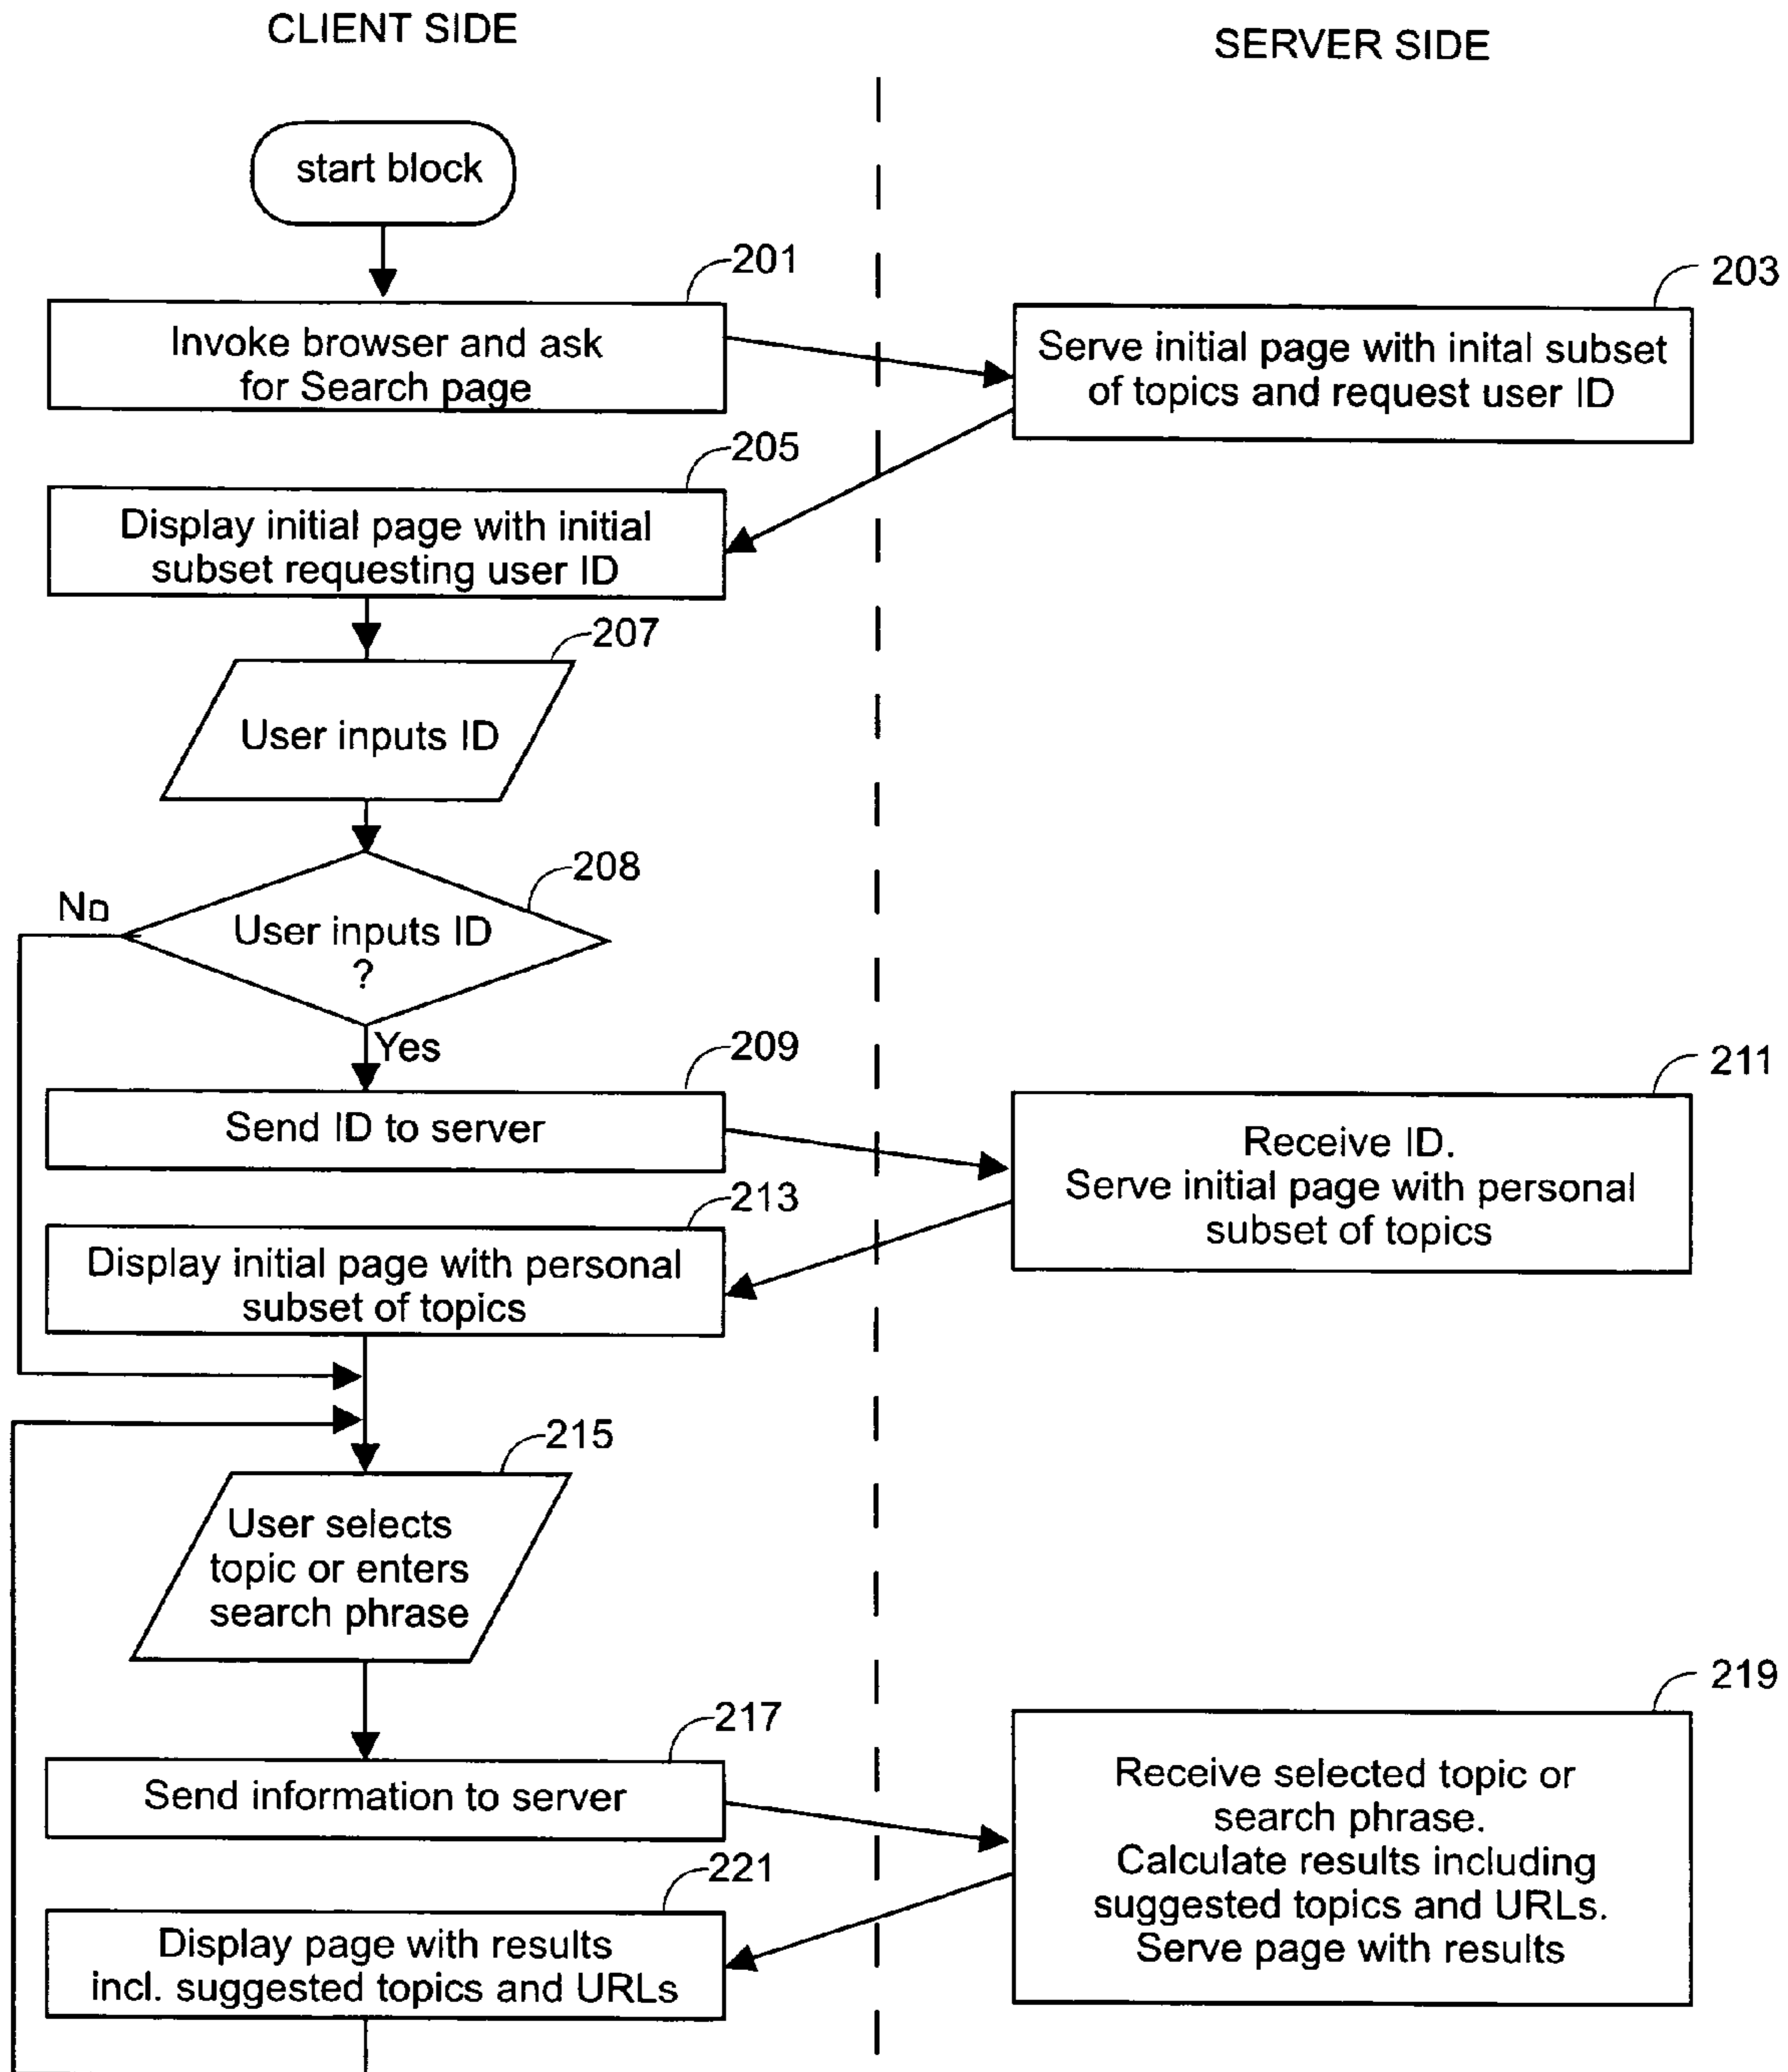 CLIENT SIDE
SERVER SIDE
start block
201
Invoke browser and ask
for Search page
203
Serve initial page with inital subset
of topics and request user ID
205
Display initial page with initial
subset requesting user ID
207
User inputs ID
208
No
User inputs ID
?
Yes
209
Send ID to server
211
Receive ID.
Serve initial page with personal
subset of topics
213
Display initial page with personal
subset of topics
215
User selects
topic or enters
search phrase
217
Send information to server
219
Receive selected topic or
search phrase.
Calculate results including
suggested topics and URLs.
Serve page with results
221
Display page with results
incl. suggested topics and URLs